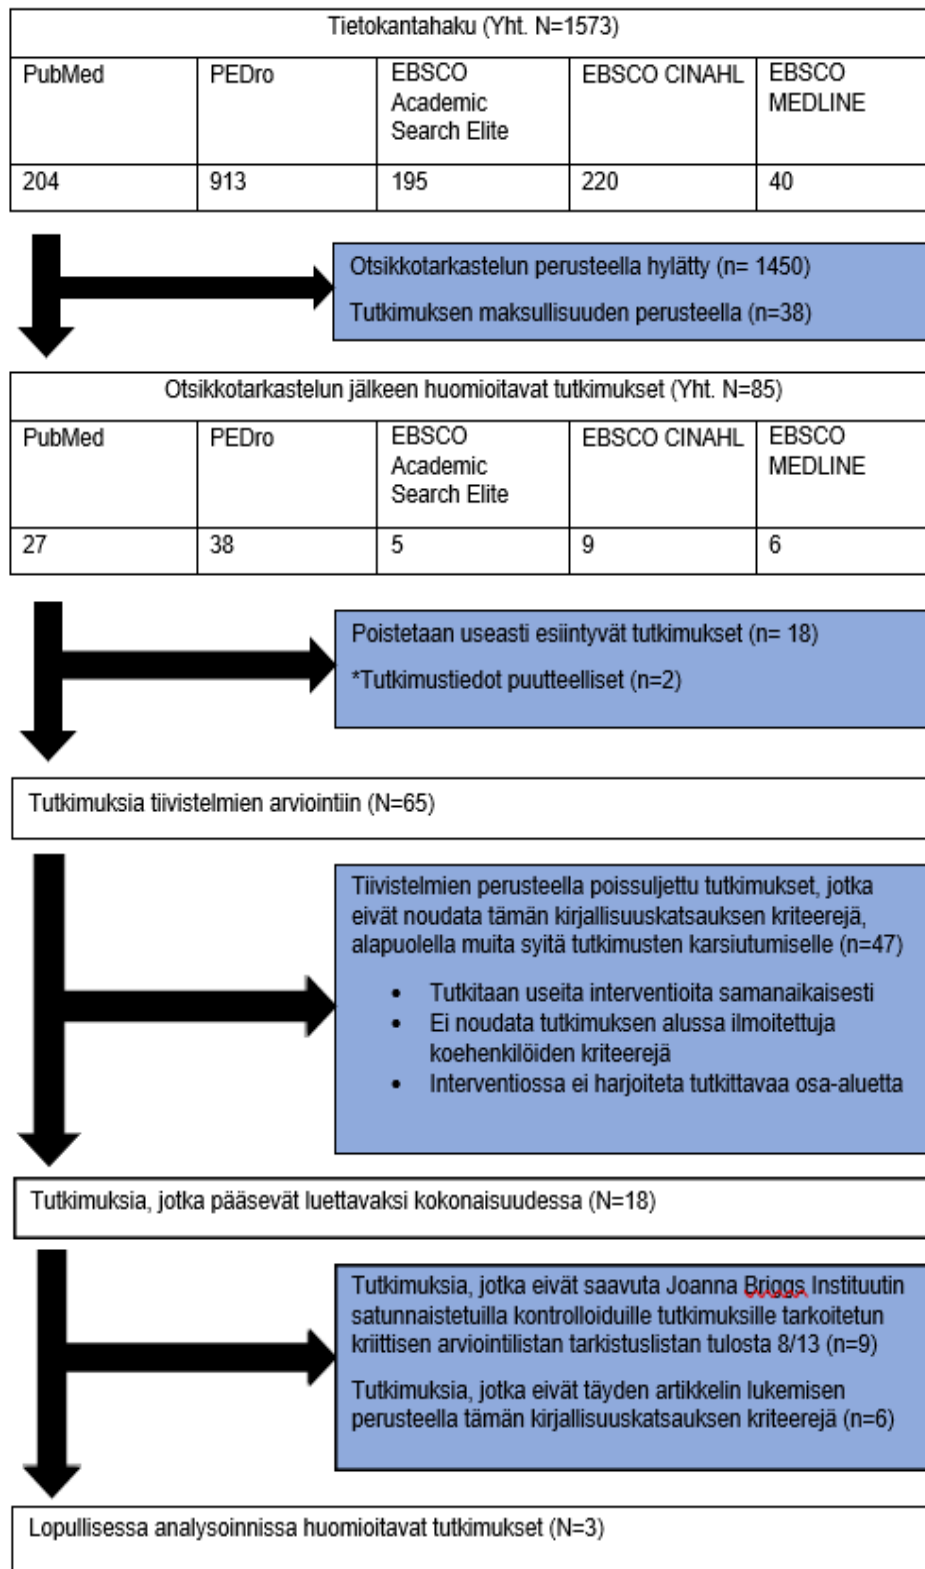 Tietokantahaku (Yht. N=1573)
PubMed PEDro EBSCO Academic Search Elite EBSCO CINAHL EBSCO MEDLINE
204 913 195 220 40
Otsikkotarkastelun perusteella hylätty (n= 1450)
Tutkimuksen maksullisuuden perusteella (n=38)
Otsikkotarkastelun jälkeen huomioitavat tutkimukset (Yht. N=85)
PubMed PEDro EBSCO Academic Search Elite EBSCO CINAHL EBSCO MEDLINE
27 38 5 9 6
Poistetaan useasti esiintyvät tutkimukset (n= 18)
*Tutkimustiedot puutteelliset (n=2)
Tutkimuksia tiivistelmien arviointiin (N=65)
Tiivistelmien perusteella poissuljettu tutkimukset, jotka
eivät noudata tämän kirjallisuuskatsauksen kriteerejä,
alapuolella muita syitä tutkimusten karsiutumiselle (n=47)
• Tutkitaan useita interventioita samanaikaisesti
• Ei noudata tutkimuksen alussa ilmoitettuja
koehenkilöiden kriteerejä
• Interventiossa ei harjoiteta tutkittavaa osa-aluetta
Tutkimuksia, jotka pääsevät luettavaksi kokonaisuudessa (N=18)
Tutkimuksia, jotka eivät saavuta Joanna Briggs Instituutin
satunnaistetuilla kontrolloiduille tutkimuksille tarkoitetun
kriittisen arviointilistan tarkistuslistan tulosta 8/13 (n=9)
Tutkimuksia, jotka eivät täyden artikkelin lukemisen
perusteella tämän kirjallisuuskatsauksen kriteerejä (n=6)
Lopullisessa analysoinnissa huomioitavat tutkimukset (N=3)